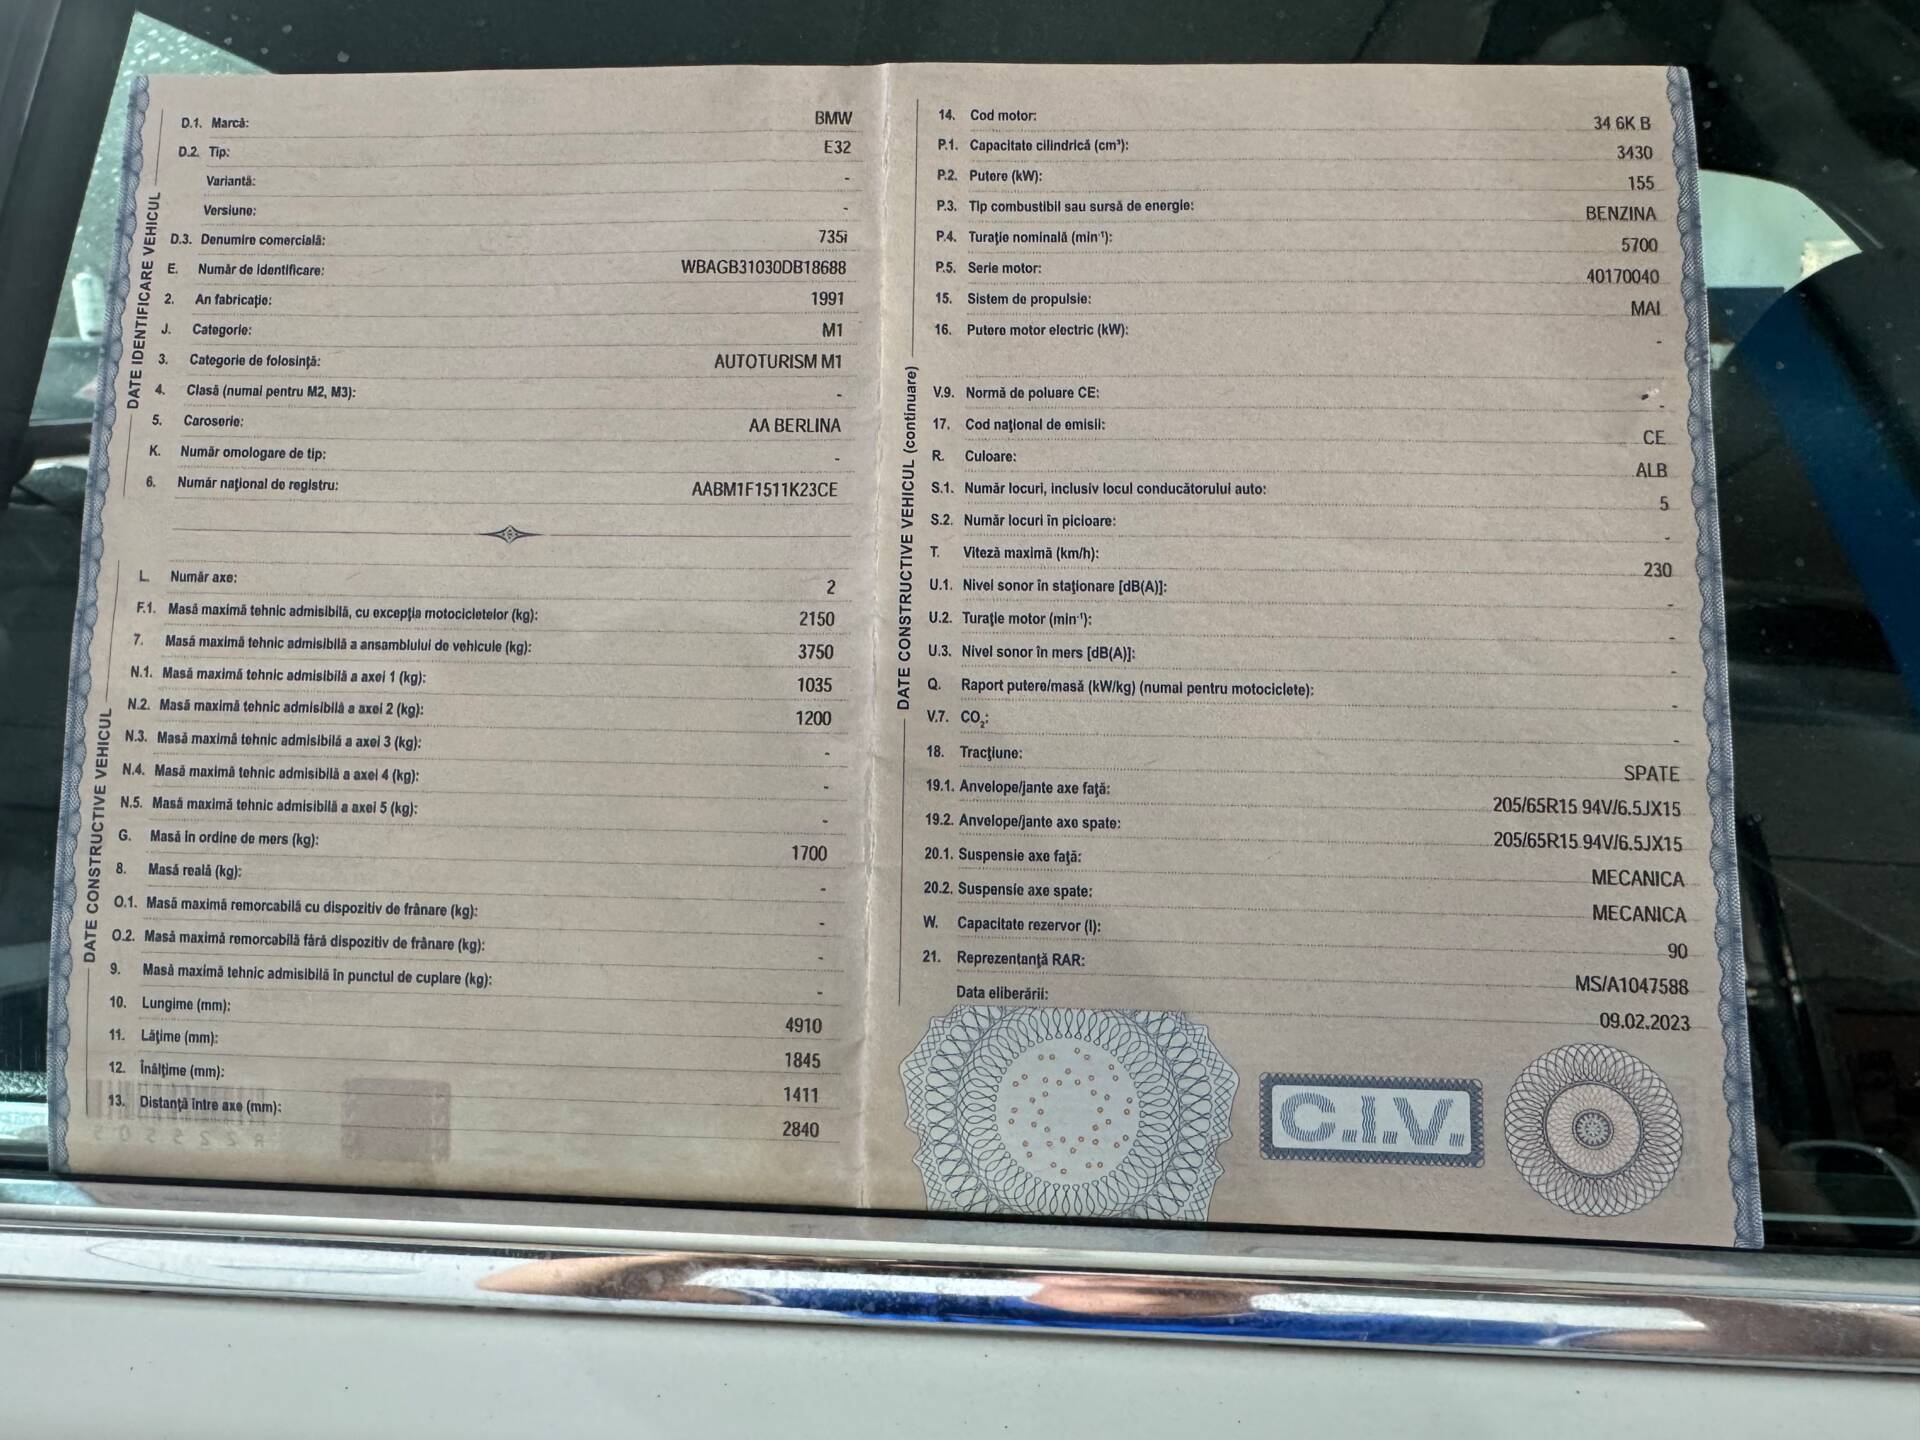 DATE IDENTIFICARE VEHICUL
D.1. Marcă: BMW
D.2. Tip: E32
Variantă: -
Versiune: -
D.3. Denumire comercială: 735i
E. Număr de identificare: WBAGB31030DB18688
2. An fabricaţie: 1991
J. Categorie: M1
3. Categorie de folosinţă: AUTOTURISM M1
4. Clasă (numai pentru M2, M3): -
5. Caroserie: AA BERLINA
K. Număr omologare de tip: -
6. Număr naţional de registru: AABM1F1511K23CE
DATE CONSTRUCTIVE VEHICUL
L. Număr axe: 2
F.1. Masă maximă tehnic admisibilă, cu excepţia motocicletelor (kg): 2150
7. Masă maximă tehnic admisibilă a ansamblului de vehicule (kg): 3750
N.1. Masă maximă tehnic admisibilă a axei 1 (kg): 1035
N.2. Masă maximă tehnic admisibilă a axei 2 (kg): 1200
N.3. Masă maximă tehnic admisibilă a axei 3 (kg): -
N.4. Masă maximă tehnic admisibilă a axei 4 (kg): -
N.5. Masă maximă tehnic admisibilă a axei 5 (kg): -
G. Masă în ordine de mers (kg): 1700
8. Masă reală (kg): -
O.1. Masă maximă remorcabilă cu dispozitiv de frânare (kg): -
O.2. Masă maximă remorcabilă fără dispozitiv de frânare (kg): -
9. Masă maximă tehnic admisibilă în punctul de cuplare (kg): -
10. Lungime (mm): 4910
11. Lăţime (mm): 1845
12. Înălţime (mm): 1411
13. Distanţă între axe (mm): 2840
DATE CONSTRUCTIVE VEHICUL (continuare)
14. Cod motor: 34 6K B
P.1. Capacitate cilindrică (cm³): 3430
P.2. Putere (kW): 155
P.3. Tip combustibil sau sursă de energie: BENZINA
P.4. Turaţie nominală (min⁻¹): 5700
P.5. Serie motor: 40170040
15. Sistem de propulsie: MAI
16. Putere motor electric (kW): -
V.9. Normă de poluare CE: -
17. Cod naţional de emisii: CE
R. Culoare: ALB
S.1. Număr locuri, inclusiv locul conducătorului auto: 5
S.2. Număr locuri în picioare: -
T. Viteză maximă (km/h): 230
U.1. Nivel sonor în staţionare [dB(A)]: -
U.2. Turaţie motor (min⁻¹): -
U.3. Nivel sonor în mers [dB(A)]: -
Q. Raport putere/masă (kW/kg) (numai pentru motociclete): -
V.7. CO₂: -
18. Tracţiune: SPATE
19.1. Anvelope/jante axe faţă: 205/65R15 94V/6.5JX15
19.2. Anvelope/jante axe spate: 205/65R15 94V/6.5JX15
20.1. Suspensie axe faţă: MECANICA
20.2. Suspensie axe spate: MECANICA
W. Capacitate rezervor (l): 90
21. Reprezentanţă RAR: MS/A1047588
Data eliberării: 09.02.2023
C.I.V.